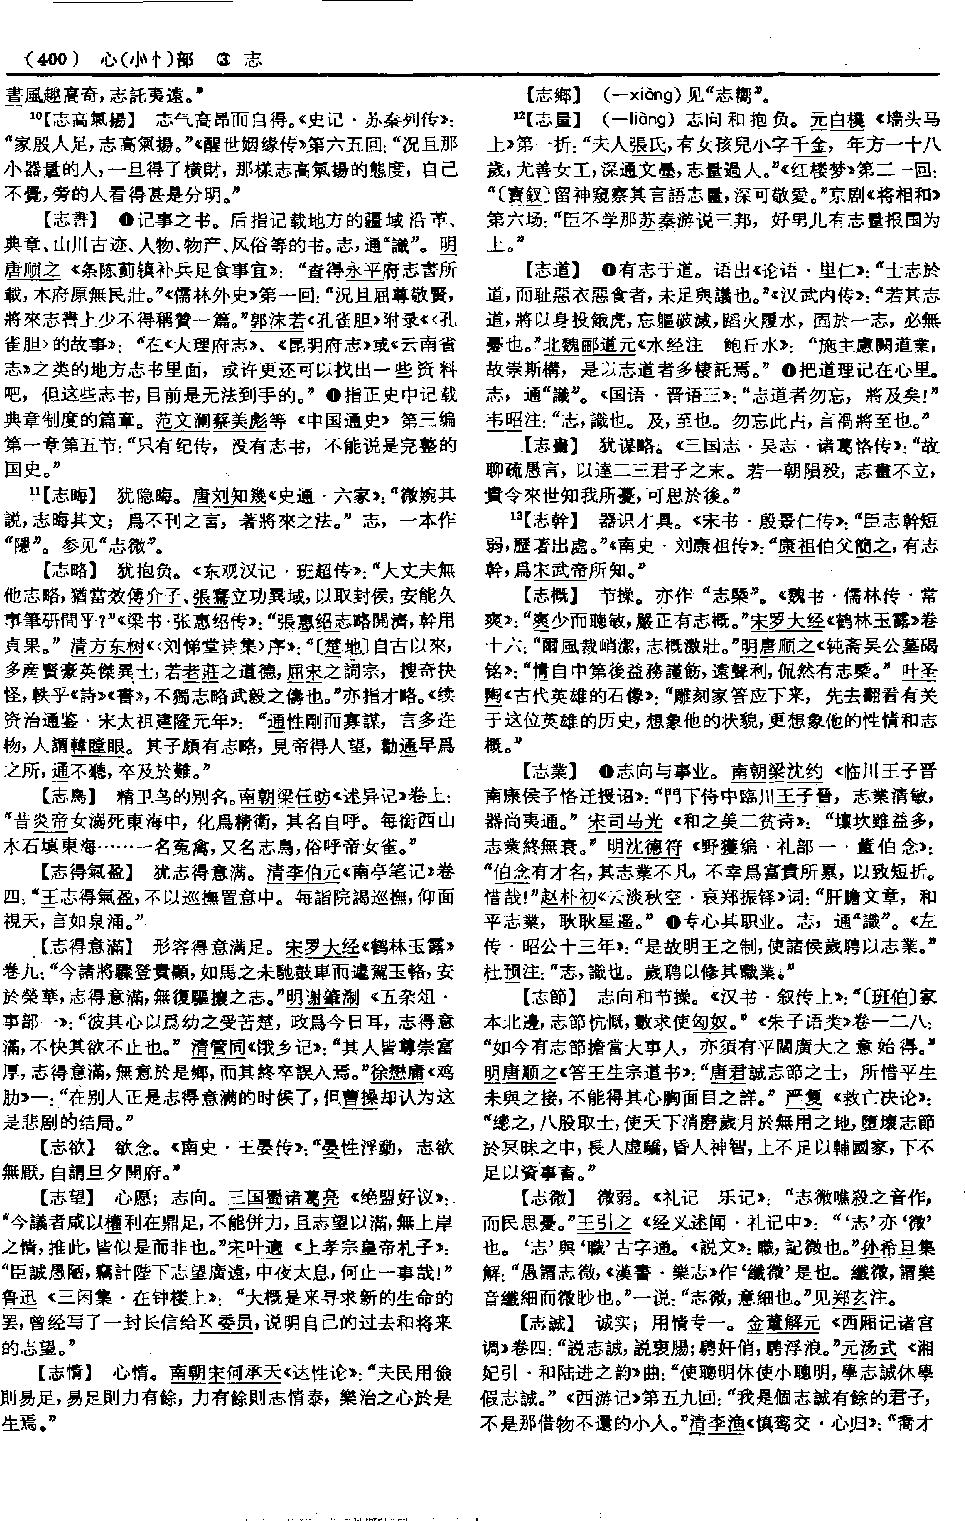 （400） 心（小忄）部 ③ 志
書風趣高奇，志託夷遠。”
¹⁰【志高氣揚】 志气高昂而自得。《史记·苏秦列传》：
“家殷人足，志高氣揚。”《醒世姻缘传》第六五回：“况且那
小器量的人，一旦得了横財，那樣志高氣揚的態度，自己
不覺，旁的人看得甚是分明。”
【志書】 ❶记事之书。后指记载地方的疆域沿革、
典章、山川古迹、人物、物产、风俗等的书。志，通“識”。明
唐顺之《条陈蓟镇补兵足食事宜》：“查得永平府志書所
載，本府原無民壯。”《儒林外史》第一回：“况且屈尊敬賢，
將來志書上少不得稱贊一篇。”郭沫若《孔雀胆》附录《〈孔
雀胆〉的故事》：“在《大理府志》、《昆明府志》或《云南省
志》之类的地方志书里面，或许更还可以找出一些资料
吧，但这些志书，目前是无法到手的。”❷指正史中记载
典章制度的篇章。范文澜蔡美彪等《中国通史》第三编
第一章第五节：“只有纪传，没有志书，不能说是完整的
国史。”
¹¹【志晦】 犹隐晦。唐刘知幾《史通·六家》：“微婉其
説，志晦其文；爲不刊之言，著將來之法。”志，一本作
“隱”。参见“志微”。
【志略】 犹抱负。《东观汉记·班超传》：“大丈夫無
他志略，猶當效傅介子、張騫立功異域，以取封侯，安能久
事筆研間乎？”《梁书·张惠绍传》：“張惠紹志略開濟，幹用
貞果。”清方东树《〈刘悌堂诗集〉序》：“〔楚地〕自古以來，
多産賢豪英傑異士，若老莊之道德，屈宋之詞宗，搜奇抉
怪，軼乎《詩》《書》，不獨志略武毅之儔也。”亦指才略。《续
资治通鉴·宋太祖建隆元年》：“通性剛而寡謀，言多迕
物，人謂韓瞠眼。其子頗有志略，見帝得人望，勸通早爲
之所，通不聽，卒及於難。”
【志鳥】 精卫鸟的别名。南朝梁任昉《述异记》卷上：
“昔炎帝女溺死東海中，化爲精衛，其名自呼。每銜西山
木石填東海……一名冤禽，又名志鳥，俗呼帝女雀。”
【志得氣盈】 犹志得意满。清李伯元《南亭笔记》卷
四：“王志得氣盈，不以巡撫置意中。每詣院謁巡撫，仰面
視天，言如泉涌。”
【志得意滿】 形容得意满足。宋罗大经《鹤林玉露》
卷九：“今諸將驟登貴顯，如馬之未馳鼓車而遽駕玉輅，安
於榮華，志得意滿，無復驅攘之志。”明谢肇淛《五杂俎·
事部一》：“彼其心以爲幼之受苦楚，政爲今日耳，志得意
滿，不快其欲不止也。”清管同《饿乡记》：“其人皆尊崇富
厚，志得意滿，無意於是鄉，而其終卒誤入焉。”徐懋庸《鸡
肋》一：“在别人正是志得意满的时候了，但曹操却认为这
是悲剧的结局。”
【志欲】 欲念。《南史·王晏传》：“晏性浮動，志欲
無厭，自謂旦夕開府。”
【志望】 心愿；志向。三国蜀诸葛亮《绝盟好议》：
“今議者咸以權利在鼎足，不能併力，且志望以滿，無上岸
之情，推此，皆似是而非也。”宋叶適《上孝宗皇帝札子》：
“臣誠愚陋，竊計陛下志望廣遠，中夜太息，何止一事哉！”
鲁迅《三闲集·在钟楼上》：“大概是来寻求新的生命的
罢，曾经写了一封长信给K委员，说明自己的过去和将来
的志望。”
【志情】 心情。南朝宋何承天《达性论》：“夫民用儉
則易足，易足則力有餘，力有餘則志情泰，樂治之心於是
生焉。”
【志嚮】 （—xiàng）见“志嚮”。
¹²【志量】 （—liàng）志向和抱负。元白樸《墙头马
上》第一折：“夫人張氏，有女孩兒小字千金，年方一十八
歲，尤善女工，深通文墨，志量過人。”《红楼梦》第二一回：
“〔寶釵〕留神窺察其言語志量，深可敬愛。”京剧《将相和》
第六场：“臣不学那苏秦游说三邦，好男儿有志量报国为
上。”
【志道】 ❶有志于道。语出《论语·里仁》：“士志於
道，而耻惡衣惡食者，未足與議也。”《汉武内传》：“若其志
道，將以身投餓虎，忘軀破滅，蹈火履水，固於一志，必無
憂也。”北魏郦道元《水经注·鲍丘水》：“施主慮闕道業，
故崇斯構，是以志道者多棲託焉。”❷把道理记在心里。
志，通“識”。《国语·晋语三》：“志道者勿忘，將及矣！”
韦昭注：“志，識也。及，至也。勿忘此占，言禍將至也。”
【志畫】 犹谋略。《三国志·吴志·诸葛恪传》：“故
聊疏愚言，以達二三君子之末。若一朝隕殁，志畫不立，
貴令來世知我所憂，可思於後。”
¹³【志幹】 器识才具。《宋书·殷景仁传》：“臣志幹短
弱，歷著出處。”《南史·刘康祖传》：“康祖伯父簡之，有志
幹，爲宋武帝所知。”
【志概】 节操。亦作“志槩”。《魏书·儒林传·常
爽》：“爽少而聰敏，嚴正有志概。”宋罗大经《鹤林玉露》卷
十六：“爾風裁峭潔，志概激壯。”明唐顺之《钝斋吴公墓碣
铭》：“情自中第後益務謹飭，遠聲利，侃然有志槩。”叶圣
陶《古代英雄的石像》：“雕刻家答应下来，先去翻看有关
于这位英雄的历史，想象他的状貌，更想象他的性情和志
概。”
【志業】 ❶志向与事业。南朝梁沈约《临川王子晋
南康侯子恪迁授诏》：“門下侍中臨川王子晉，志業清敏，
器尚夷通。”宋司马光《和之美二贫诗》：“壤坎雖益多，
志業終無衰。”明沈德符《野獲编·礼部一·董伯念》：
“伯念有才名，其志業不凡，不幸爲富貴所累，以致短折。
惜哉！”赵朴初《云淡秋空·哀郑振铎》词：“肝膽文章，和
平志業，耿耿星遥。”❷专心其职业。志，通“識”。《左
传·昭公十三年》：“是故明王之制，使諸侯歲聘以志業。”
杜预注：“志，識也。歲聘以修其職業。”
【志節】 志向和节操。《汉书·叙传上》：“〔班伯〕家
本北邊，志節忼慨，數求使匈奴。”《朱子语类》卷一二八：
“如今有志節擔當大事人，亦須有平闊廣大之意始得。”
明唐顺之《答王生宗道书》：“唐君誠志節之士，所惜平生
未與之接，不能得其心胸面目之詳。”严復《救亡决论》：
“總之，八股取士，使天下消磨歲月於無用之地，墮壞志節
於冥昧之中，長人虚驕，昏人神智，上不足以輔國家，下不
足以資事畜。”
【志微】 微弱。《礼记·乐记》：“志微噍殺之音作，
而民思憂。”王引之《经义述闻·礼记中》：“‘志’亦‘微’
也。‘志’與‘職’古字通。《説文》：職，記微也。”孙希旦集
解：“愚謂志微，《漢書·樂志》作‘纖微’是也。纖微，謂樂
音纖細而微眇也。”一说：“志微，意細也。”见郑玄注。
【志誠】 诚实；用情专一。金董解元《西厢记诸宫
调》卷四：“説志誠，説衷腸；騁奸俏，騁浮浪。”元汤式《湘
妃引·和陆进之韵》曲：“使聰明休使小聰明，學志誠休學
假志誠。”《西游记》第五九回：“我是個志誠有餘的君子，
不是那借物不還的小人。”清李渔《慎鸾交·心归》：“喬才